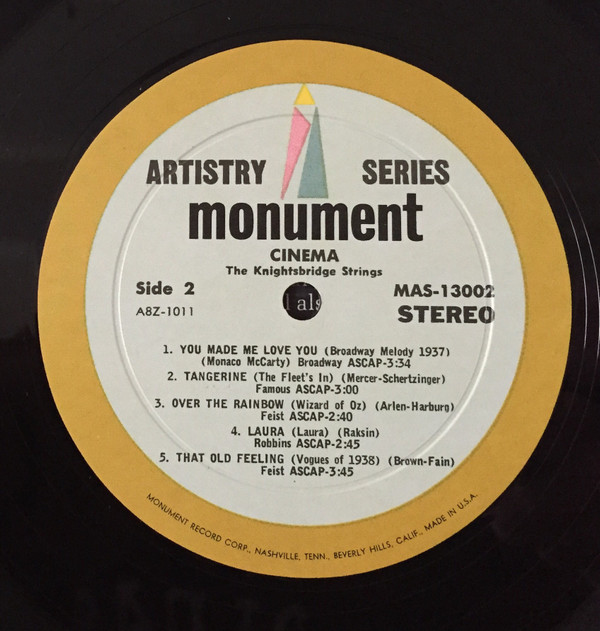 ARTISTRY SERIES
monument
CINEMA
The Knightsbridge Strings
Side 2
MAS-13002
A8Z-1011
STEREO
als
1. YOU MADE ME LOVE YOU (Broadway Melody 1937)
(Monaco McCarty) Broadway ASCAP-3:34
2. TANGERINE (The Fleet's In) (Mercer-Schertzinger)
Famous ASCAP-3:00
3. OVER THE RAINBOW (Wizard of Oz) (Arlen-Harburg)
Feist ASCAP-2:40
4. LAURA (Laura) (Raksin)
Robbins ASCAP-2:45
5. THAT OLD FEELING (Vogues of 1938) (Brown-Fain)
Feist ASCAP-3:45
MONUMENT RECORD CORP., NASHVILLE, TENN., BEVERLY HILLS, CALIF., MADE IN U.S.A.